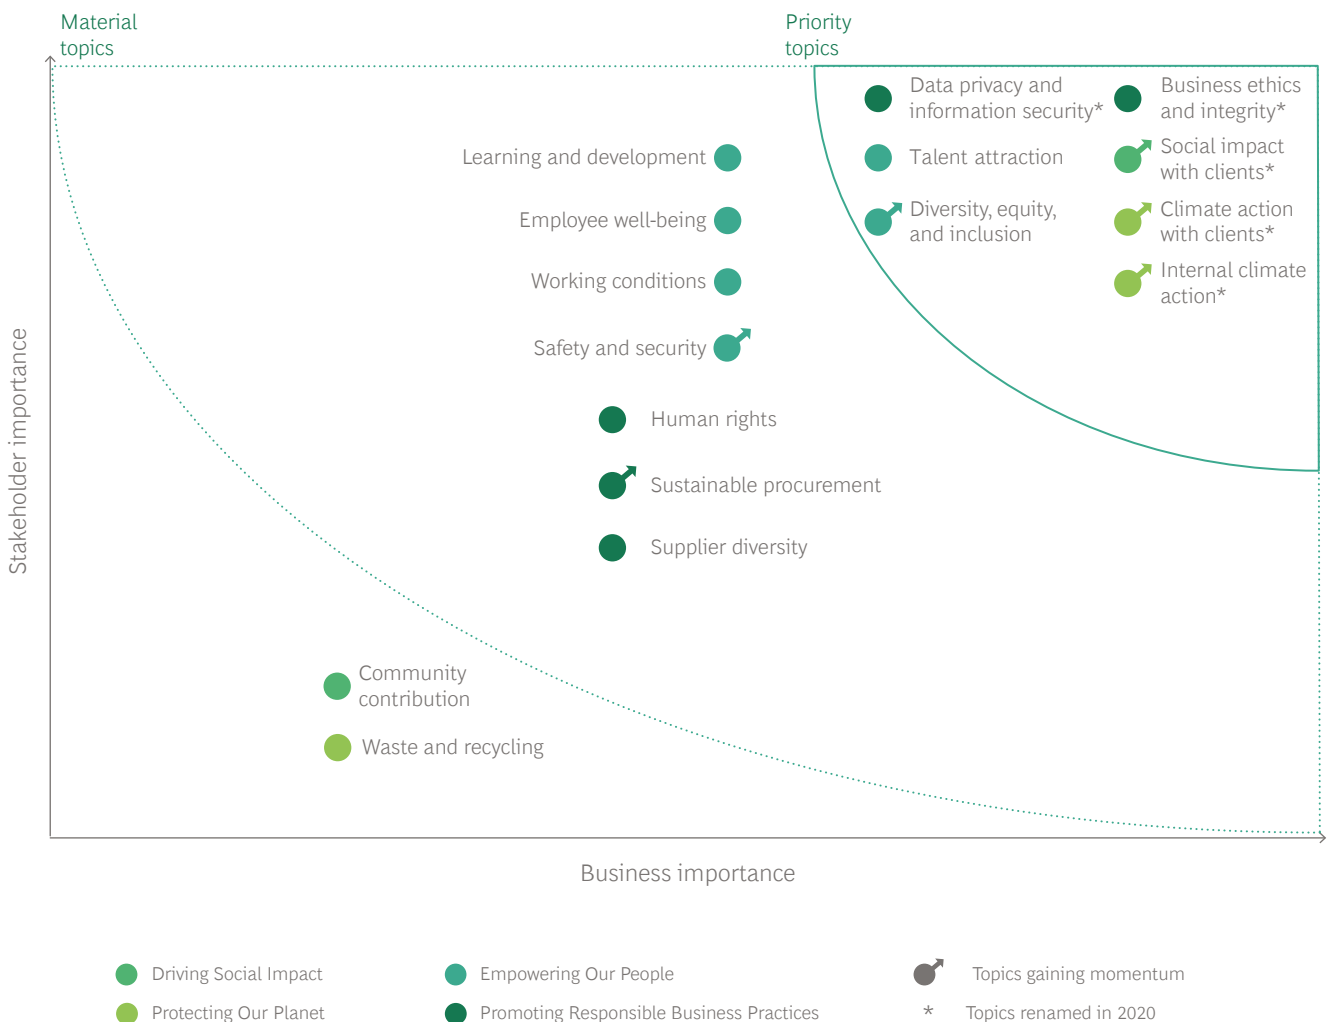 Material
topics
Priority
topics
Data privacy and
information security*
Business ethics
and integrity*
Learning and development
Talent attraction
Social impact
with clients*
Employee well-being
Diversity, equity,
and inclusion
Climate action
with clients*
Working conditions
Internal climate
action*
Safety and security
Human rights
Sustainable procurement
Supplier diversity
Community
contribution
Waste and recycling
Stakeholder importance
Business importance
Driving Social Impact
Empowering Our People
Topics gaining momentum
Protecting Our Planet
Promoting Responsible Business Practices
* Topics renamed in 2020